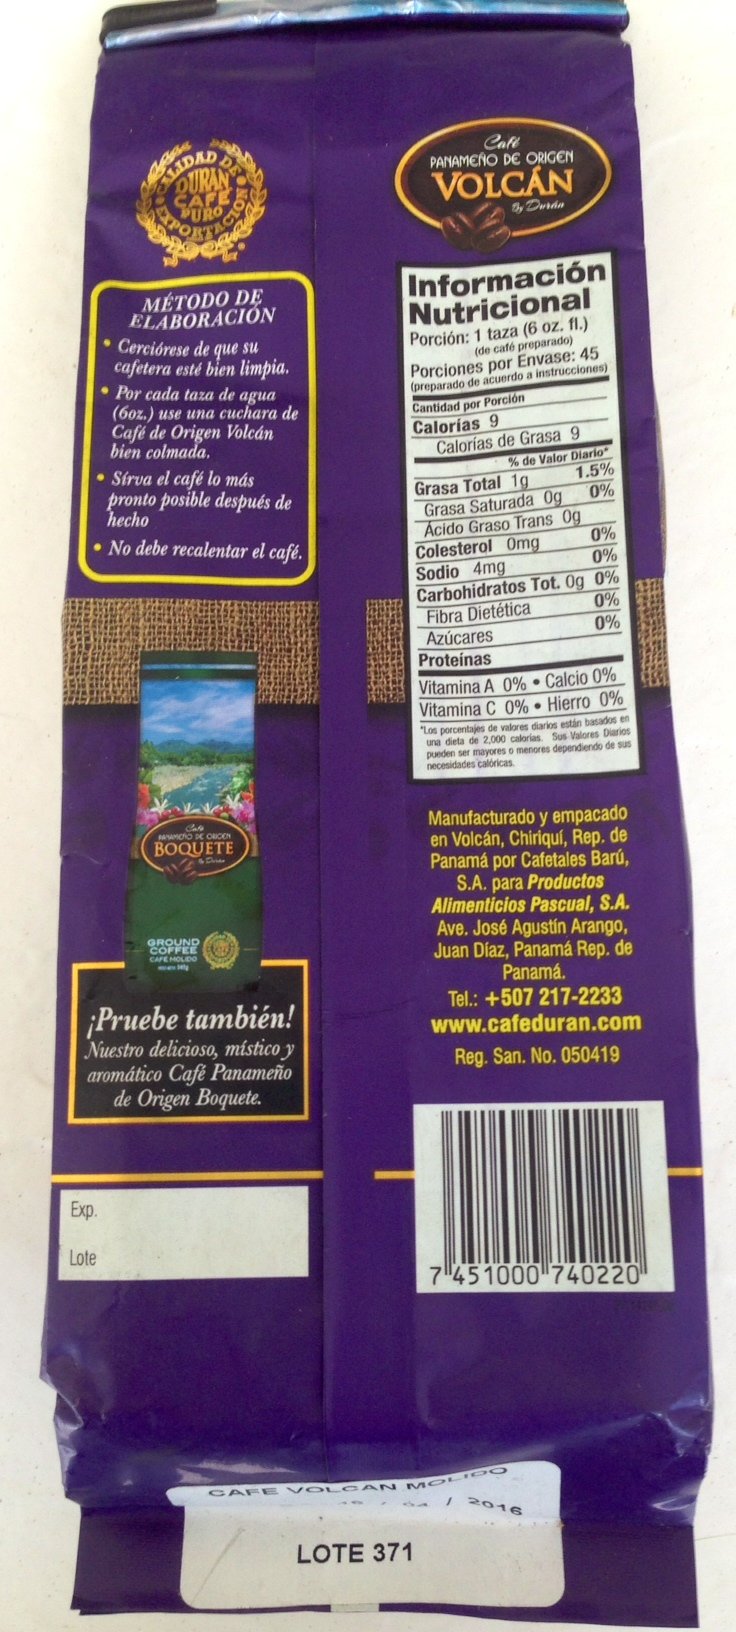 CALIDAD DE
DURÁN
CAFÉ
PURO
EXPORTACIÓN
MÉTODO DE
ELABORACIÓN
• Cerciórese de que su
cafetera esté bien limpia.
• Por cada taza de agua
(6oz.) use una cuchara de
Café de Origen Volcán
bien colmada.
• Sírva el café lo más
pronto posible después de
hecho
• No debe recalentar el café.
Café
PANAMEÑO DE ORIGEN
BOQUETE
By Durán
GROUND
COFFEE
CAFÉ MOLIDO
¡Pruebe también!
Nuestro delicioso, místico y
aromático Café Panameño
de Origen Boquete.
Exp.
Lote
Café
PANAMEÑO DE ORIGEN
VOLCÁN
By Durán
Información
Nutricional
Porción: 1 taza (6 oz. fl.)
(de café preparado)
Porciones por Envase: 45
(preparado de acuerdo a instrucciones)
Cantidad por Porción
Calorías 9
Calorías de Grasa 9
% de Valor Diario*
Grasa Total 1g 1.5%
Grasa Saturada 0g 0%
Ácido Graso Trans 0g
Colesterol 0mg 0%
Sodio 4mg 0%
Carbohidratos Tot. 0g 0%
Fibra Dietética 0%
Azúcares 0%
Proteínas
Vitamina A 0% • Calcio 0%
Vitamina C 0% • Hierro 0%
*Los porcentajes de valores diarios están basados en
una dieta de 2,000 calorías. Sus Valores Diarios
pueden ser mayores o menores dependiendo de sus
necesidades calóricas.
Manufacturado y empacado
en Volcán, Chiriquí, Rep. de
Panamá por Cafetales Barú,
S.A. para Productos
Alimenticios Pascual, S.A.
Ave. José Agustín Arango,
Juan Díaz, Panamá Rep. de
Panamá.
Tel.: +507 217-2233
www.cafeduran.com
Reg. San. No. 050419
7 451000 740220
CAFE VOLCAN MOLIDO
/ 04 / 2016
LOTE 371